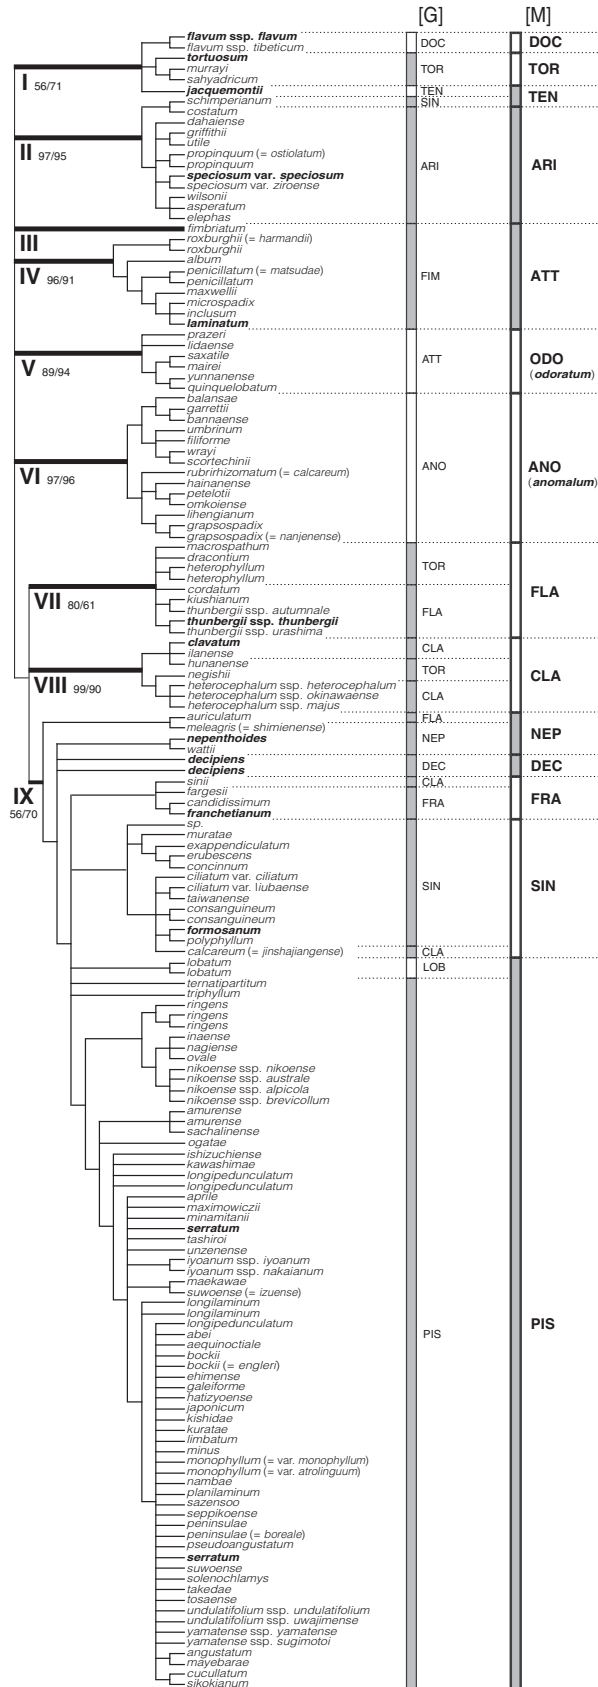 [G] [M]
flavum ssp. flavum
flavum ssp. tibeticum
DOC DOC
tortuosum
murrayi
sahyadricum
TOR TOR
I 56/71
jacquemontii
TEN
schimperianum
SIN TEN
costatum
dahaiense
griffithii
utile
II 97/95
propinquum (= ostiolatum)
propinquum
ARI ARI
speciosum var. speciosum
speciosum var. ziroense
wilsonii
asperatum
elephas
fimbriatum
III
roxburghii (= harmandii)
roxburghii
album
IV 96/91
penicillatum (= matsudae)
penicillatum
FIM ATT
maxwellii
microspadix
inclusum
laminatum
prazeri
lidaense
saxatile
V 89/94
mairei
yunnanense
quinquelobatum
ATT ODO
(odoratum)
balansae
garrettii
bannaense
umbrinum
filiforme
wrayi
scortechinii
VI 97/96
rubrirhizomatum (= calcareum)
hainanense
petelotii
omkoiense
lihengianum
grapsospadix
grapsospadix (= nanjenense)
ANO ANO
(anomalum)
macrospathum
dracontium
heterophyllum
heterophyllum
TOR
cordatum
kiushianum
VII 80/61
thunbergii ssp. autumnale
thunbergii ssp. thunbergii
thunbergii ssp. urashima
FLA FLA
clavatum
ilanense
CLA
hunanense
negishii
TOR CLA
VIII 99/90
heterocephalum ssp. heterocephalum
heterocephalum ssp. okinawaense
heterocephalum ssp. majus
CLA
auriculatum
FLA
meleagris (= shimienense)
nepenthoides
wattii
NEP NEP
decipiens
decipiens
DEC DEC
IX
56/70
sinii
CLA
fargesii
candidissimum
franchetianum
FRA FRA
sp.
muratae
exappendiculatum
erubescens
concinnum
ciliatum var. ciliatum
ciliatum var. liubaense
taiwanense
consanguineum
consanguineum
formosanum
polyphyllum
SIN SIN
calcareum (= jinshajiangense)
CLA
lobatum
lobatum
LOB
ternatipartitum
triphyllum
ringens
ringens
ringens
inaense
nagiense
ovale
nikoense ssp. nikoense
nikoense ssp. australe
nikoense ssp. alpicola
nikoense ssp. brevicollum
amurense
amurense
sachalinense
ogatae
ishizuchiense
kawashimae
longipedunculatum
longipedunculatum
aprile
maximowiczii
minamitanii
serratum
tashiroi
unzenense
iyoanum ssp. iyoanum
iyoanum ssp. nakaianum
maekawae
suwoense (= izuense)
longilaminum
longilaminum
longipedunculatum
abei
PIS PIS
aequinoctiale
bockii
bockii (= engleri)
ehimense
galeiforme
hatizyoense
japonicum
kishidae
kuratae
limbatum
minus
monophyllum (= var. monophyllum)
monophyllum (= var. atrolinguum)
nambae
planilaminum
sazensoo
seppikoense
peninsulae
peninsulae (= boreale)
pseudoangustatum
serratum
suwoense
solenochlamys
takedae
tosaense
undulatifolium ssp. undulatifolium
undulatifolium ssp. uwajimense
yamatense ssp. yamatense
yamatense ssp. sugimotoi
angustatum
mayebarae
cucullatum
sikokianum